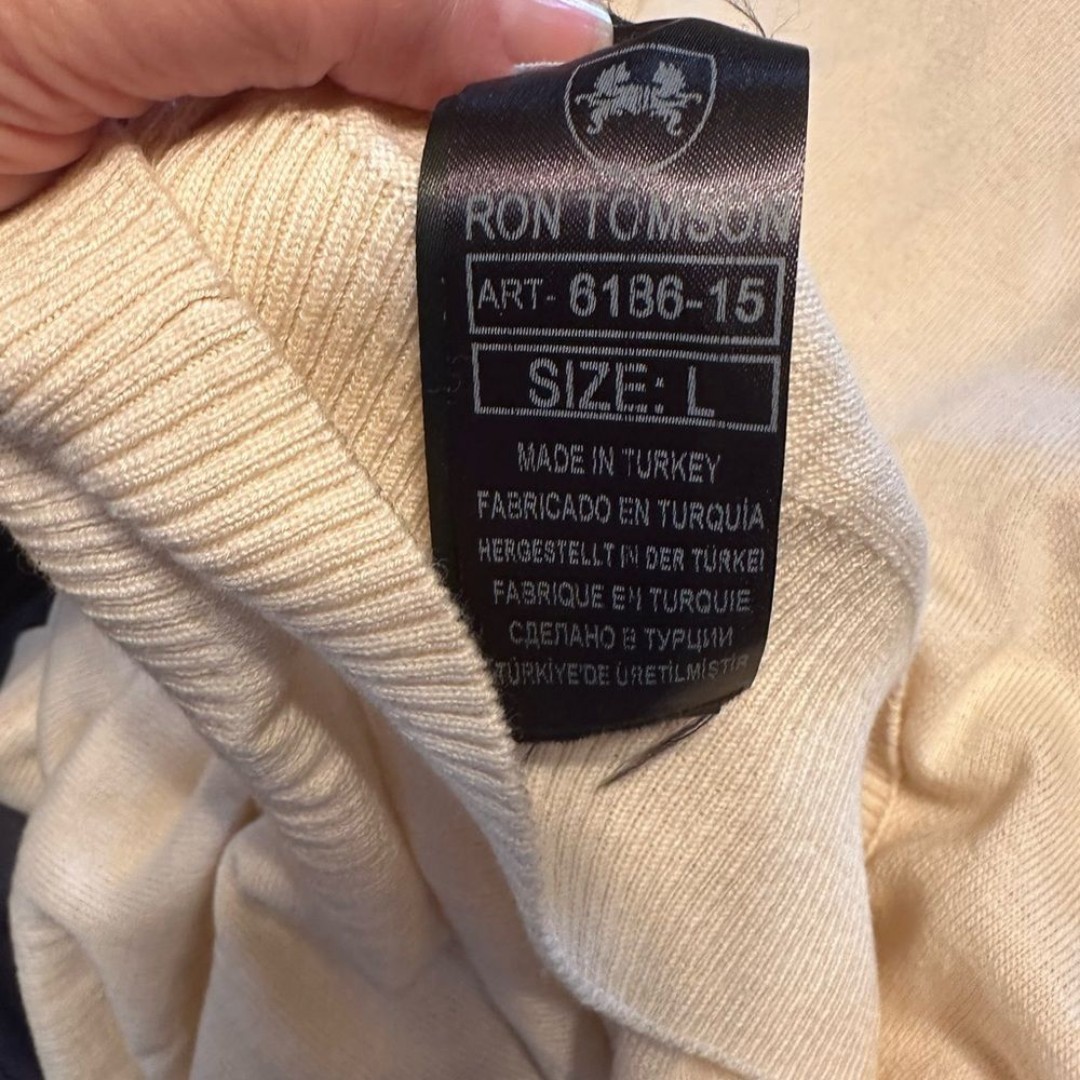 RON TOMSON
ART- 6186-15
SIZE: L
MADE IN TURKEY
FABRICADO EN TURQUÍA
HERGESTELLT IN DER TÜRKEI
FABRIQUE EN TURQUIE
СДЕЛАНО В ТУРЦИИ
TÜRKİYE'DE ÜRETİLMİŞTİR